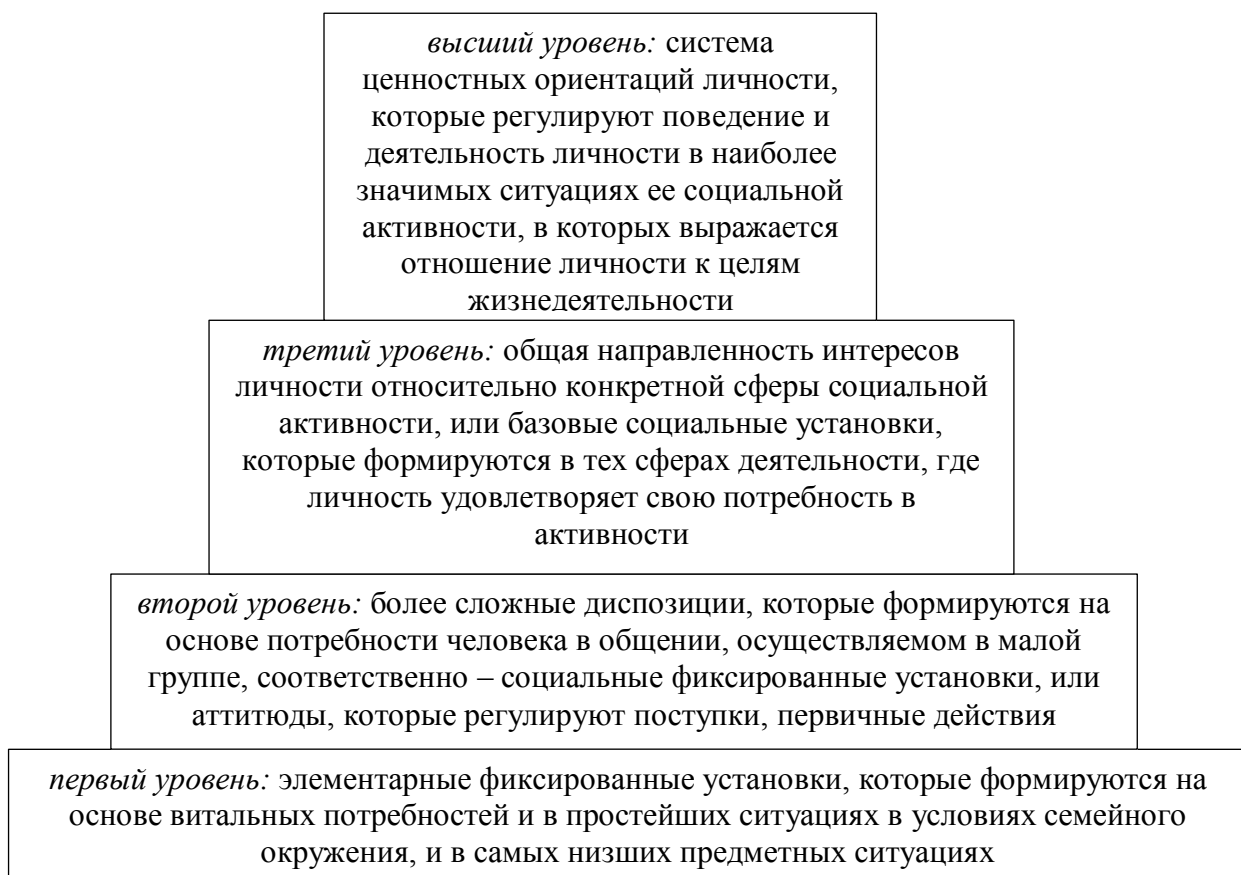 высший уровень: система
ценностных ориентаций личности,
которые регулируют поведение и
деятельность личности в наиболее
значимых ситуациях ее социальной
активности, в которых выражается
отношение личности к целям
жизнедеятельности
третий уровень: общая направленность интересов
личности относительно конкретной сферы социальной
активности, или базовые социальные установки,
которые формируются в тех сферах деятельности, где
личность удовлетворяет свою потребность в
активности
второй уровень: более сложные диспозиции, которые формируются на
основе потребности человека в общении, осуществляемом в малой
группе, соответственно – социальные фиксированные установки, или
аттитюды, которые регулируют поступки, первичные действия
первый уровень: элементарные фиксированные установки, которые формируются на
основе витальных потребностей и в простейших ситуациях в условиях семейного
окружения, и в самых низших предметных ситуациях